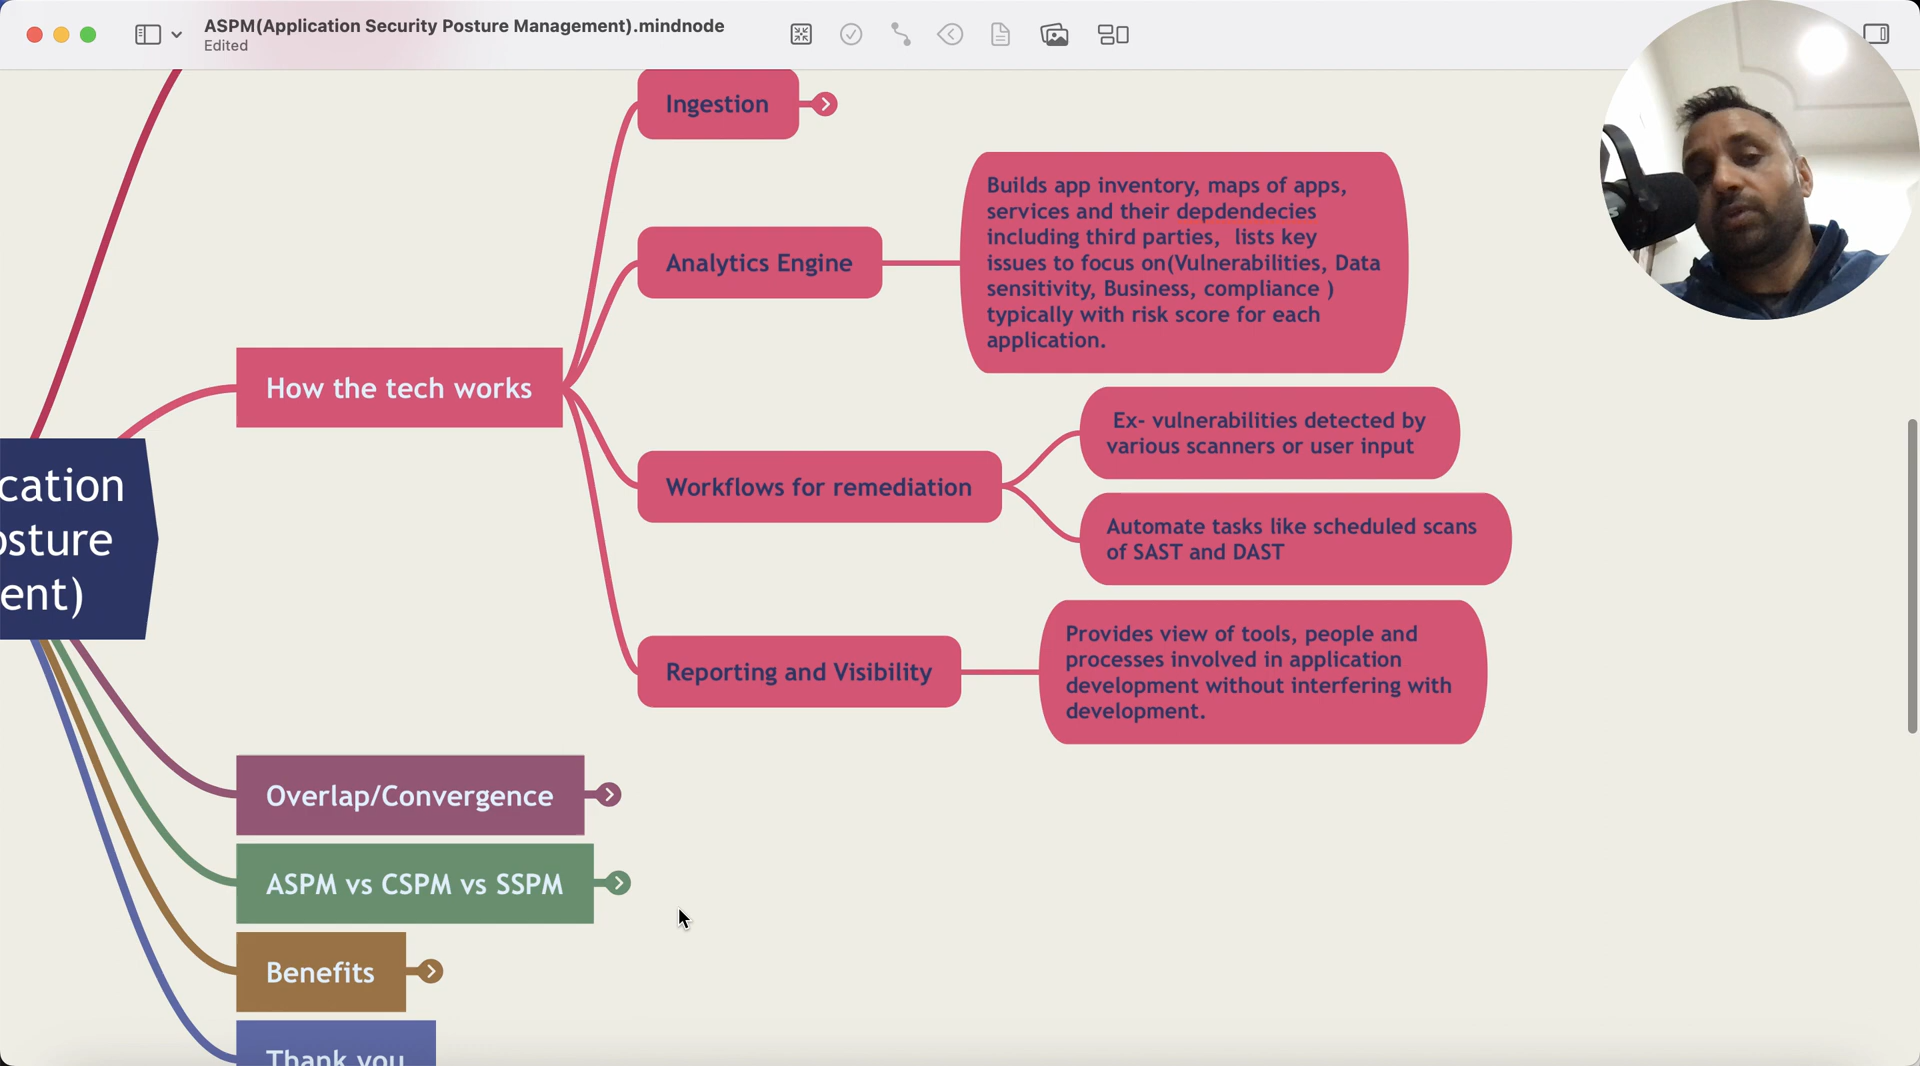 ASPM(Application Security Posture Management).mindnode
Edited
Ingestion
Builds app inventory, maps of apps,
services and their depdendecies
including third parties,  lists key
issues to focus on(Vulnerabilities, Data
sensitivity, Business, compliance )
typically with risk score for each
application.
Analytics Engine
How the tech works
Ex- vulnerabilities detected by
various scanners or user input
Workflows for remediation
Automate tasks like scheduled scans
of SAST and DAST
cation
osture
ent)
Provides view of tools, people and
processes involved in application
development without interfering with
development.
Reporting and Visibility
Overlap/Convergence
ASPM vs CSPM vs SSPM
Benefits
Thank you